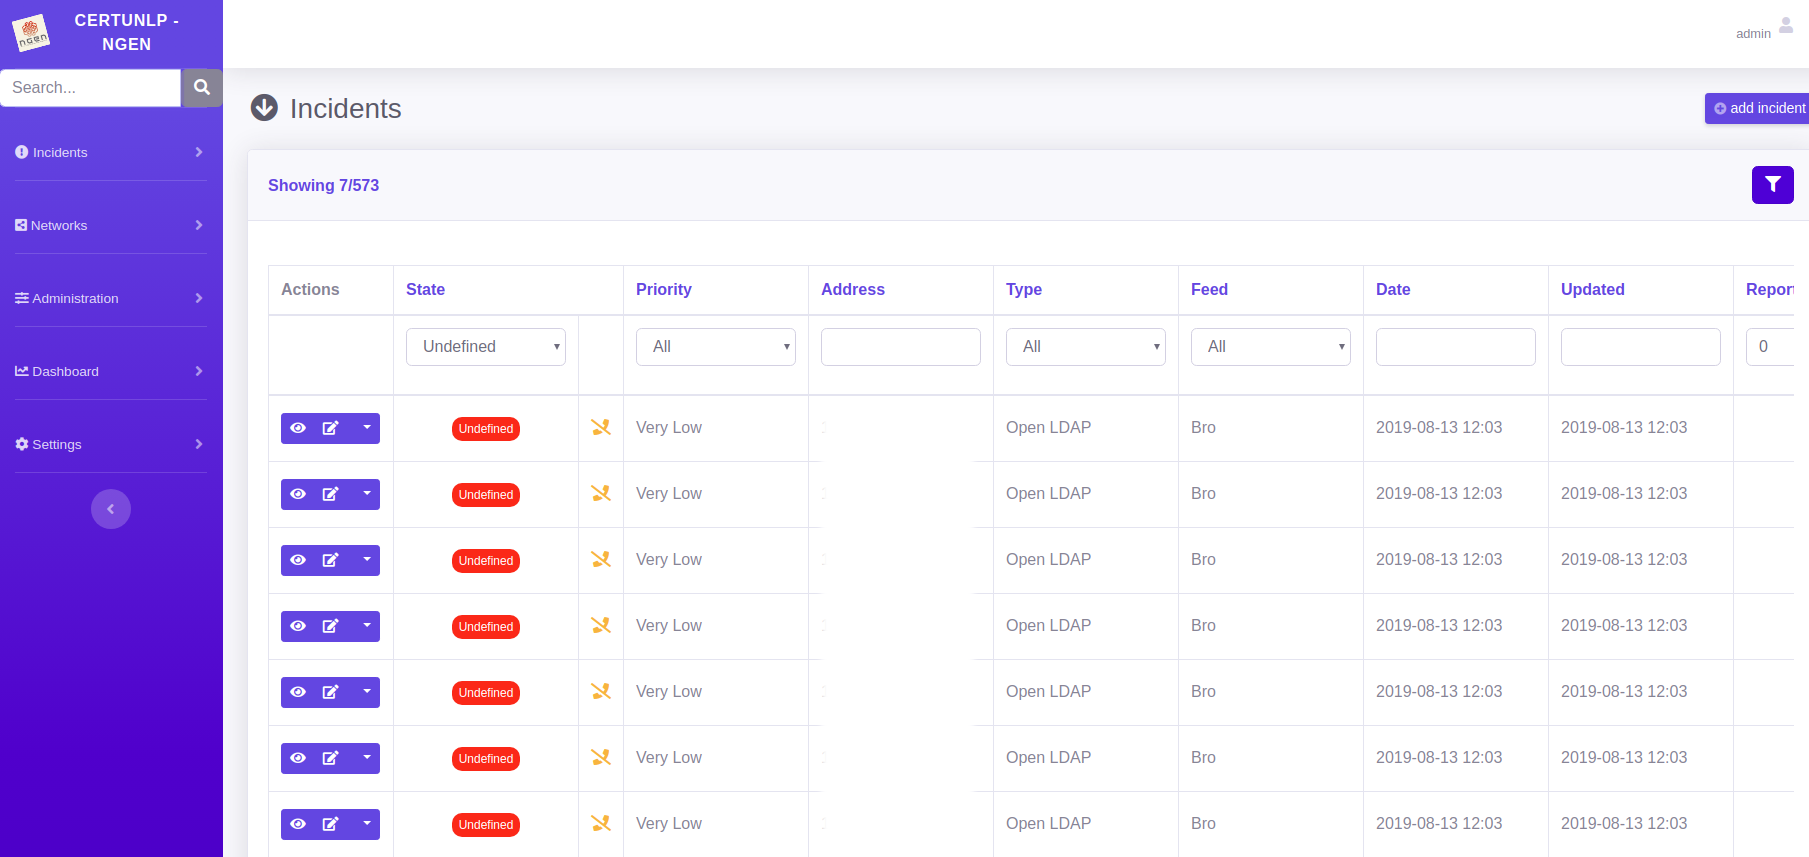 CERTUNLP -
NGEN
NGEN
admin
Search...
Incidents
add incident
Incidents
Showing 7/573
Networks
Actions State Priority Address Type Feed Date Updated Report
Administration
Undefined All All All 0
Dashboard
Undefined Very Low Open LDAP Bro 2019-08-13 12:03 2019-08-13 12:03
Settings
Undefined Very Low Open LDAP Bro 2019-08-13 12:03 2019-08-13 12:03
Undefined Very Low Open LDAP Bro 2019-08-13 12:03 2019-08-13 12:03
Undefined Very Low Open LDAP Bro 2019-08-13 12:03 2019-08-13 12:03
Undefined Very Low Open LDAP Bro 2019-08-13 12:03 2019-08-13 12:03
Undefined Very Low Open LDAP Bro 2019-08-13 12:03 2019-08-13 12:03
Undefined Very Low Open LDAP Bro 2019-08-13 12:03 2019-08-13 12:03